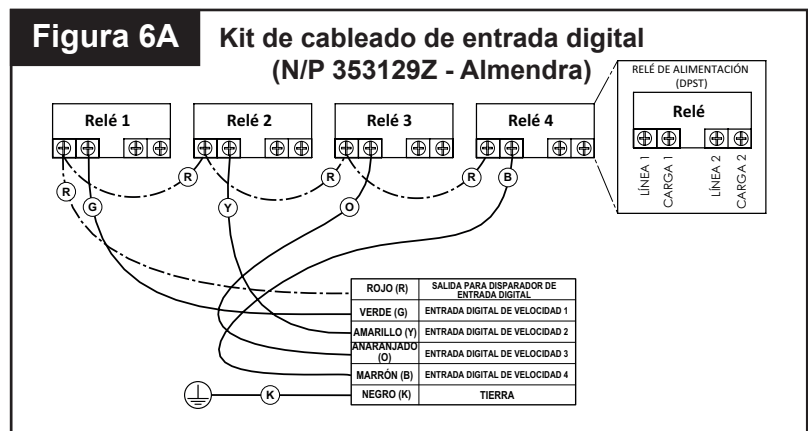 Figura 6A
Kit de cableado de entrada digital
(N/P 353129Z - Almendra)
RELÉ DE ALIMENTACIÓN
(DPST)
Relé
LÍNEA 1
CARGA 1
LÍNEA 2
CARGA 2
Relé 1
Relé 2
Relé 3
Relé 4
R
R
R
R
B
G
Y
O
ROJO (R)
SALIDA PARA DISPARADOR DE
ENTRADA DIGITAL
VERDE (G)
ENTRADA DIGITAL DE VELOCIDAD 1
AMARILLO (Y)
ENTRADA DIGITAL DE VELOCIDAD 2
ANARANJADO
(O)
ENTRADA DIGITAL DE VELOCIDAD 3
MARRÓN (B)
ENTRADA DIGITAL DE VELOCIDAD 4
K
NEGRO (K)
TIERRA